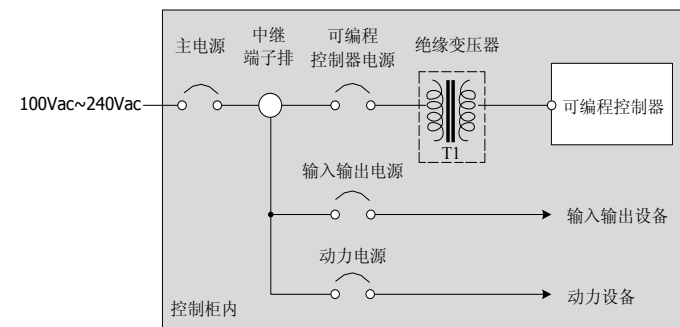 主电源
中继
端子排
可编程
控制器电源
绝缘变压器
100Vac~240Vac
可编程控制器
T1
输入输出电源
输入输出设备
动力电源
动力设备
控制柜内